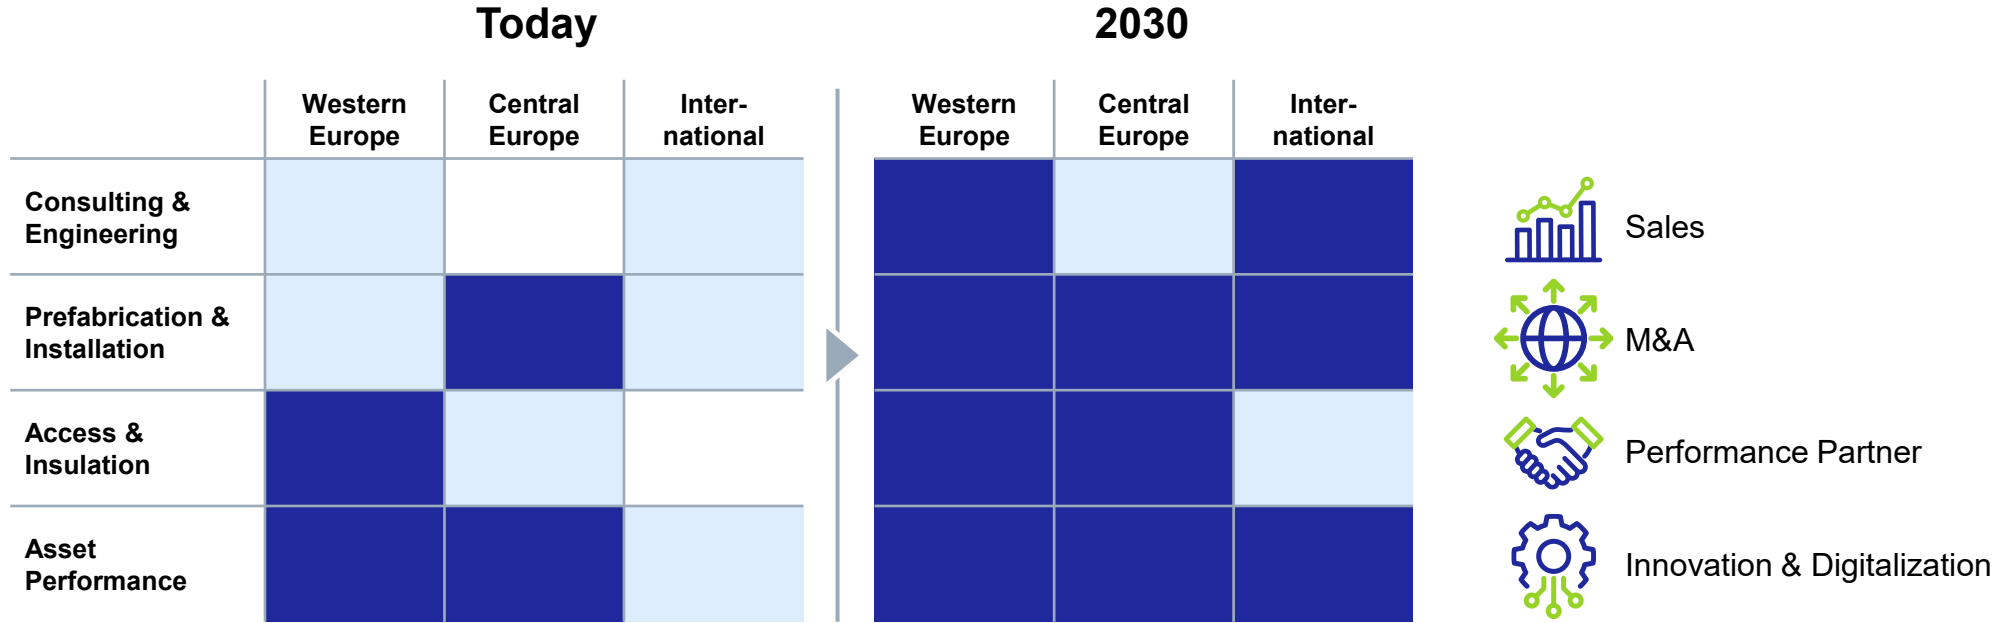 Today
2030
Western
Europe
Central
Europe
Inter-
national
Western
Europe
Central
Europe
Inter-
national
Consulting &
Engineering
Prefabrication &
Installation
Access &
Insulation
Asset
Performance
Sales
M&A
Performance Partner
Innovation & Digitalization